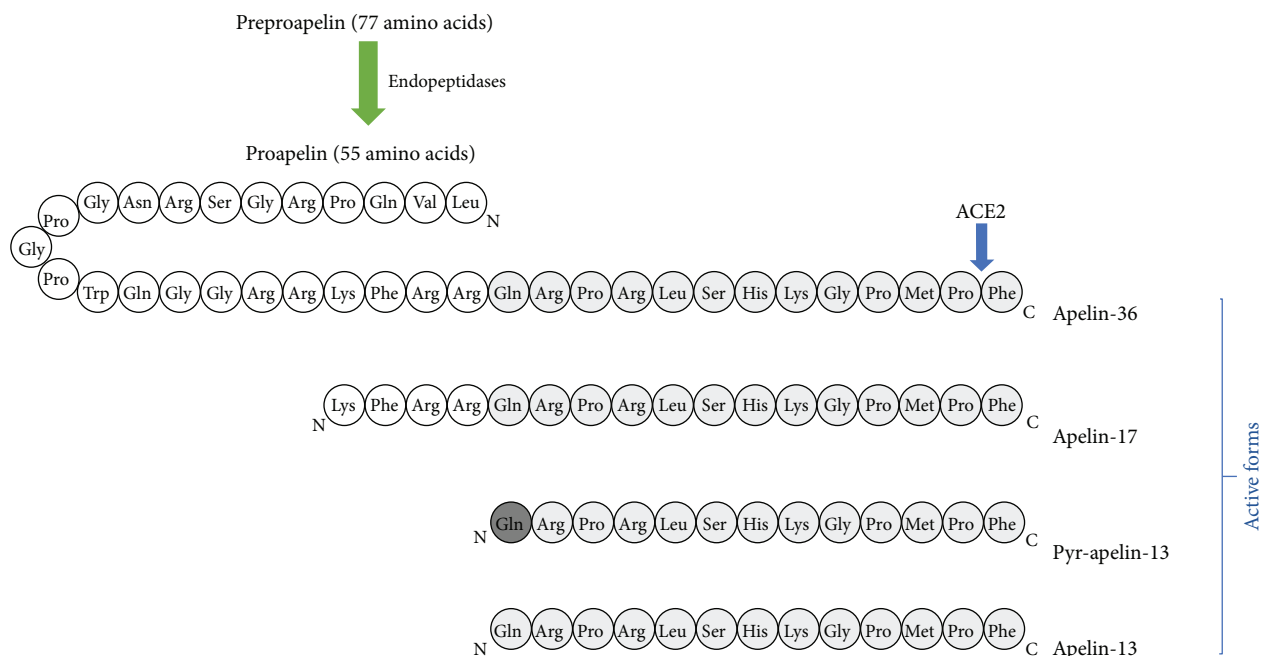 Preproapelin (77 amino acids)
Endopeptidases
Proapelin (55 amino acids)
Gly Asn Arg Ser Gly Arg Pro Gln Val Leu
N
Pro
Gly
Pro
ACE2
Trp Gln Gly Gly Arg Arg Lys Phe Arg Arg Gln Arg Pro Arg Leu Ser His Lys Gly Pro Met Pro Phe
C Apelin-36
Lys Phe Arg Arg Gln Arg Pro Arg Leu Ser His Lys Gly Pro Met Pro Phe
N C Apelin-17
Gln Arg Pro Arg Leu Ser His Lys Gly Pro Met Pro Phe
N C Pyr-apelin-13
Gln Arg Pro Arg Leu Ser His Lys Gly Pro Met Pro Phe
N C Apelin-13
Active forms